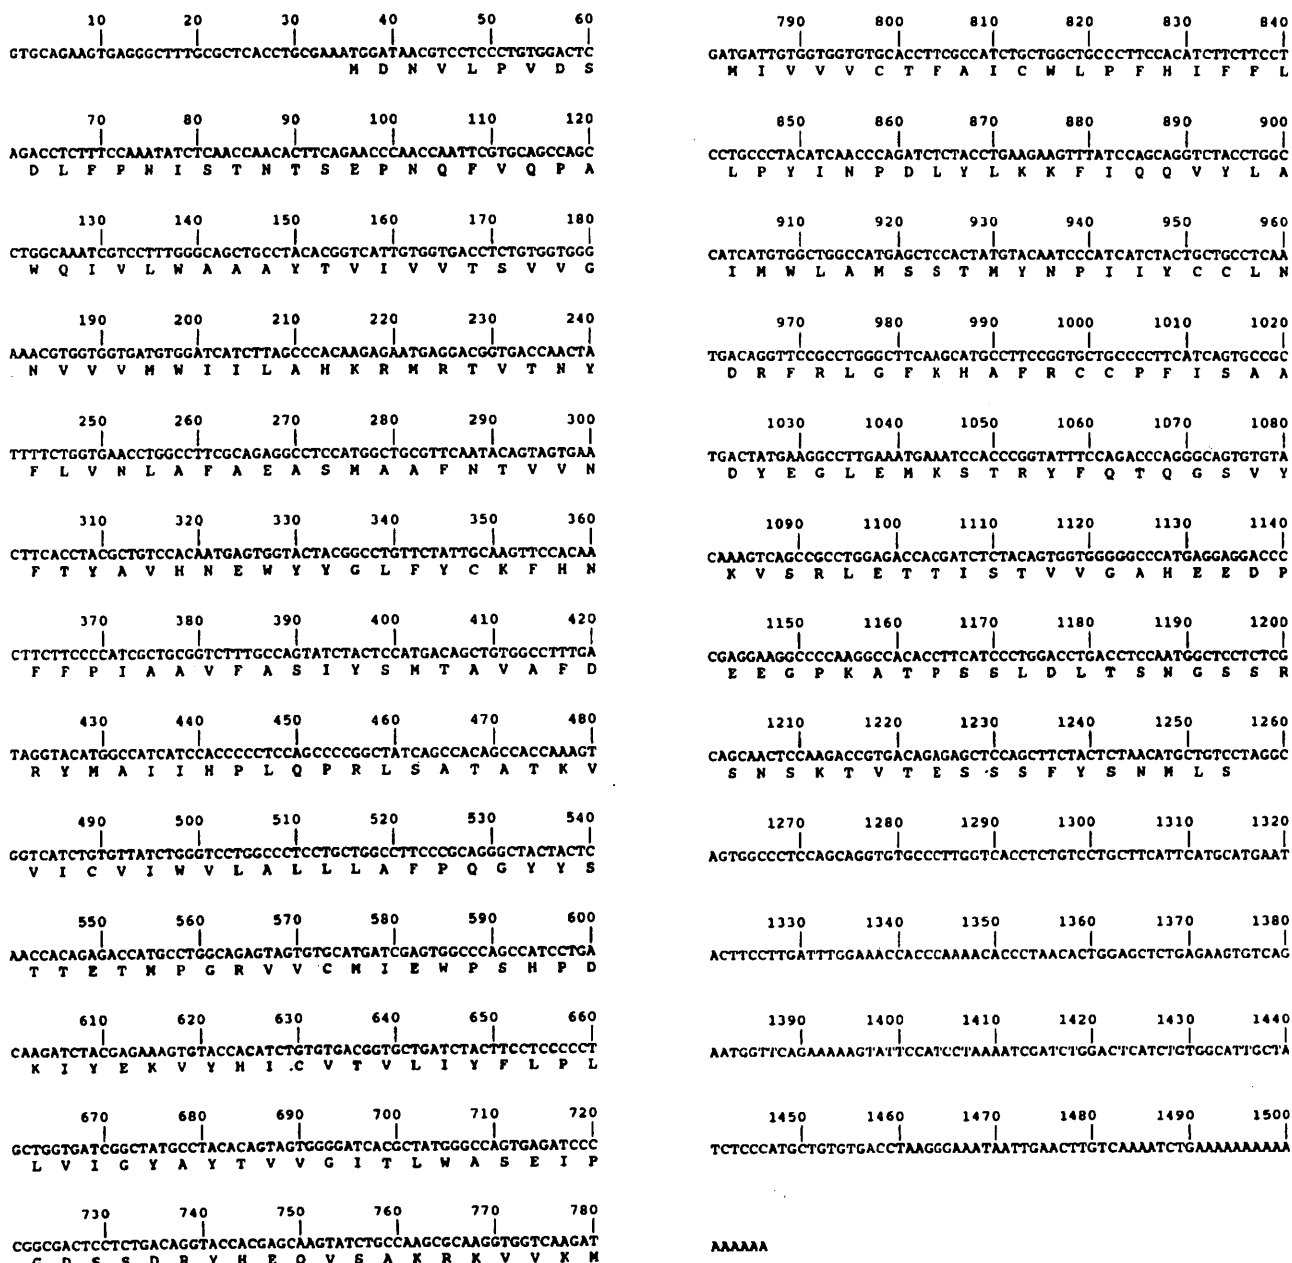 10 20 30 40 50 60
GTGCAGAAGTGAGGGCTTTGCGCTCACCTGCGAAATGGATAACGTCCTCCCTGTGGACTC
M D N V L P V D S
70 80 90 100 110 120
AGACCTCTTTCCAAATATCTCAACCAACACTTCAGAACCCAACCAATTCGTGCAGCCAGC
D L F P N I S T N T S E P N Q F V Q P A
130 140 150 160 170 180
CTGGCAAATCGTCCTTTGGGCAGCTGCCTACACGGTCATTGTGGTGACCTCTGTGGTGGG
W Q I V L W A A A Y T V I V V T S V V G
190 200 210 220 230 240
AAACGTGGTGGTGATGTGGATCATCTTAGCCCACAAGAGAATGAGGACGGTGACCAACTA
N V V V M W I I L A H K R M R T V T N Y
250 260 270 280 290 300
TTTTCTGGTGAACCTGGCCTTCGCAGAGGCCTCCATGGCTGCGTTCAATACAGTAGTGAA
F L V N L A F A E A S M A A F N T V V N
310 320 330 340 350 360
CTTCACCTACGCTGTCCACAATGAGTGGTACTACGGCCTGTTCTATTGCAAGTTCCACAA
F T Y A V H N E W Y Y G L F Y C K F H N
370 380 390 400 410 420
CTTCTTCCCCATCGCTGCGGTCTTTGCCAGTATCTACTCCATGACAGCTGTGGCCTTTGA
F F P I A A V F A S I Y S M T A V A F D
430 440 450 460 470 480
TAGGTACATGGCCATCATCCACCCCCTCCAGCCCCGGCTATCAGCCACAGCCACCAAAGT
R Y M A I I H P L Q P R L S A T A T K V
490 500 510 520 530 540
GGTCATCTGTGTTATCTGGGTCCTGGCCCTCCTGCTGGCCTTCCCGCAGGGCTACTACTC
V I C V I W V L A L L L A F P Q G Y Y S
550 560 570 580 590 600
AACCACAGAGACCATGCCTGGCAGAGTAGTGTGCATGATCGAGTGGCCCAGCCATCCTGA
T T E T M P G R V V C M I E W P S H P D
610 620 630 640 650 660
CAAGATCTACGAGAAAGTGTACCACATCTGTGTGACGGTGCTGATCTACTTCCTCCCCCT
K I Y E K V Y H I C V T V L I Y F L P L
670 680 690 700 710 720
GCTGGTGATCGGCTATGCCTACACAGTAGTGGGGATCACGCTATGGGCCAGTGAGATCCC
L V I G Y A Y T V V G I T L W A S E I P
730 740 750 760 770 780
CGGCGACTCCTCTGACAGGTACCACGAGCAAGTATCTGCCAAGCGCAAGGTGGTCAAGAT
G D S S D R Y H E Q V S A K R K V V K M
790 800 810 820 830 840
GATGATTGTGGTGGTGTGCACCTTCGCCATCTGCTGGCTGCCCTTCCACATCTTCTTCCT
M I V V V C T F A I C W L P F H I F F L
850 860 870 880 890 900
CCTGCCCTACATCAACCCAGATCTCTACCTGAAGAAGTTTATCCAGCAGGTCTACCTGGC
L P Y I N P D L Y L K K F I Q Q V Y L A
910 920 930 940 950 960
CATCATGTGGCTGGCCATGAGCTCCACTATGTACAATCCCATCATCTACTGCTGCCTCAA
I M W L A M S S T M Y N P I I Y C C L N
970 980 990 1000 1010 1020
TGACAGGTTCCGCCTGGGCTTCAAGCATGCCTTCCGGTGCTGCCCCTTCATCAGTGCCGC
D R F R L G F K H A F R C C P F I S A A
1030 1040 1050 1060 1070 1080
TGACTATGAAGGCCTTGAAATGAAATCCACCCGGTATTTCCAGACCCAGGGCAGTGTGTA
D Y E G L E M K S T R Y F Q T Q G S V Y
1090 1100 1110 1120 1130 1140
CAAAGTCAGCCGCCTGGAGACCACGATCTCTACAGTGGTGGGGGCCCATGAGGAGGACCC
K V S R L E T T I S T V V G A H E E D P
1150 1160 1170 1180 1190 1200
CGAGGAAGGCCCCAAGGCCACACCTTCATCCCTGGACCTGACCTCCAATGGCTCCTCTCG
E E G P K A T P S S L D L T S N G S S R
1210 1220 1230 1240 1250 1260
CAGCAACTCCAAGACCGTGACAGAGAGCTCCAGCTTCTACTCTAACATGCTGTCCTAGGC
S N S K T V T E S S S F Y S N M L S
1270 1280 1290 1300 1310 1320
AGTGGCCCTCCAGCAGGTGTGCCCTTGGTCACCTCTGTCCTGCTTCATTCATGCATGAAT
1330 1340 1350 1360 1370 1380
ACTTCCTTGATTTGGAAACCACCCAAAACACCCTAACACTGGAGCTCTGAGAAGTGTCAG
1390 1400 1410 1420 1430 1440
AATGGTTCAGAAAAAGTATTCCATCCTAAAATCGATCTGGACTCATCTGTGGCATTGCTA
1450 1460 1470 1480 1490 1500
TCTCCCATGCTGTGTGTGACCTAAGGGAAATAATTGAACTTGTCAAAATCTGAAAAAAAAAA
AAAAAA